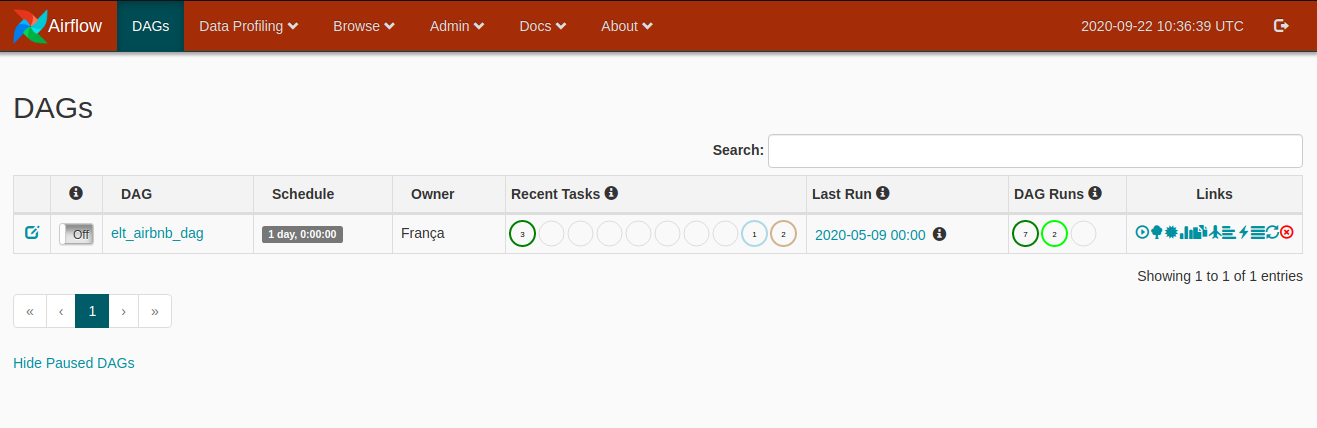 Airflow DAGs Data Profiling Browse Admin Docs About 2020-09-22 10:36:39 UTC
DAGs
Search:
DAG Schedule Owner Recent Tasks Last Run DAG Runs Links
Off elt_airbnb_dag 1 day, 0:00:00 França 3 1 2 2020-05-09 00:00 7 2
Showing 1 to 1 of 1 entries
« ‹ 1 › »
Hide Paused DAGs